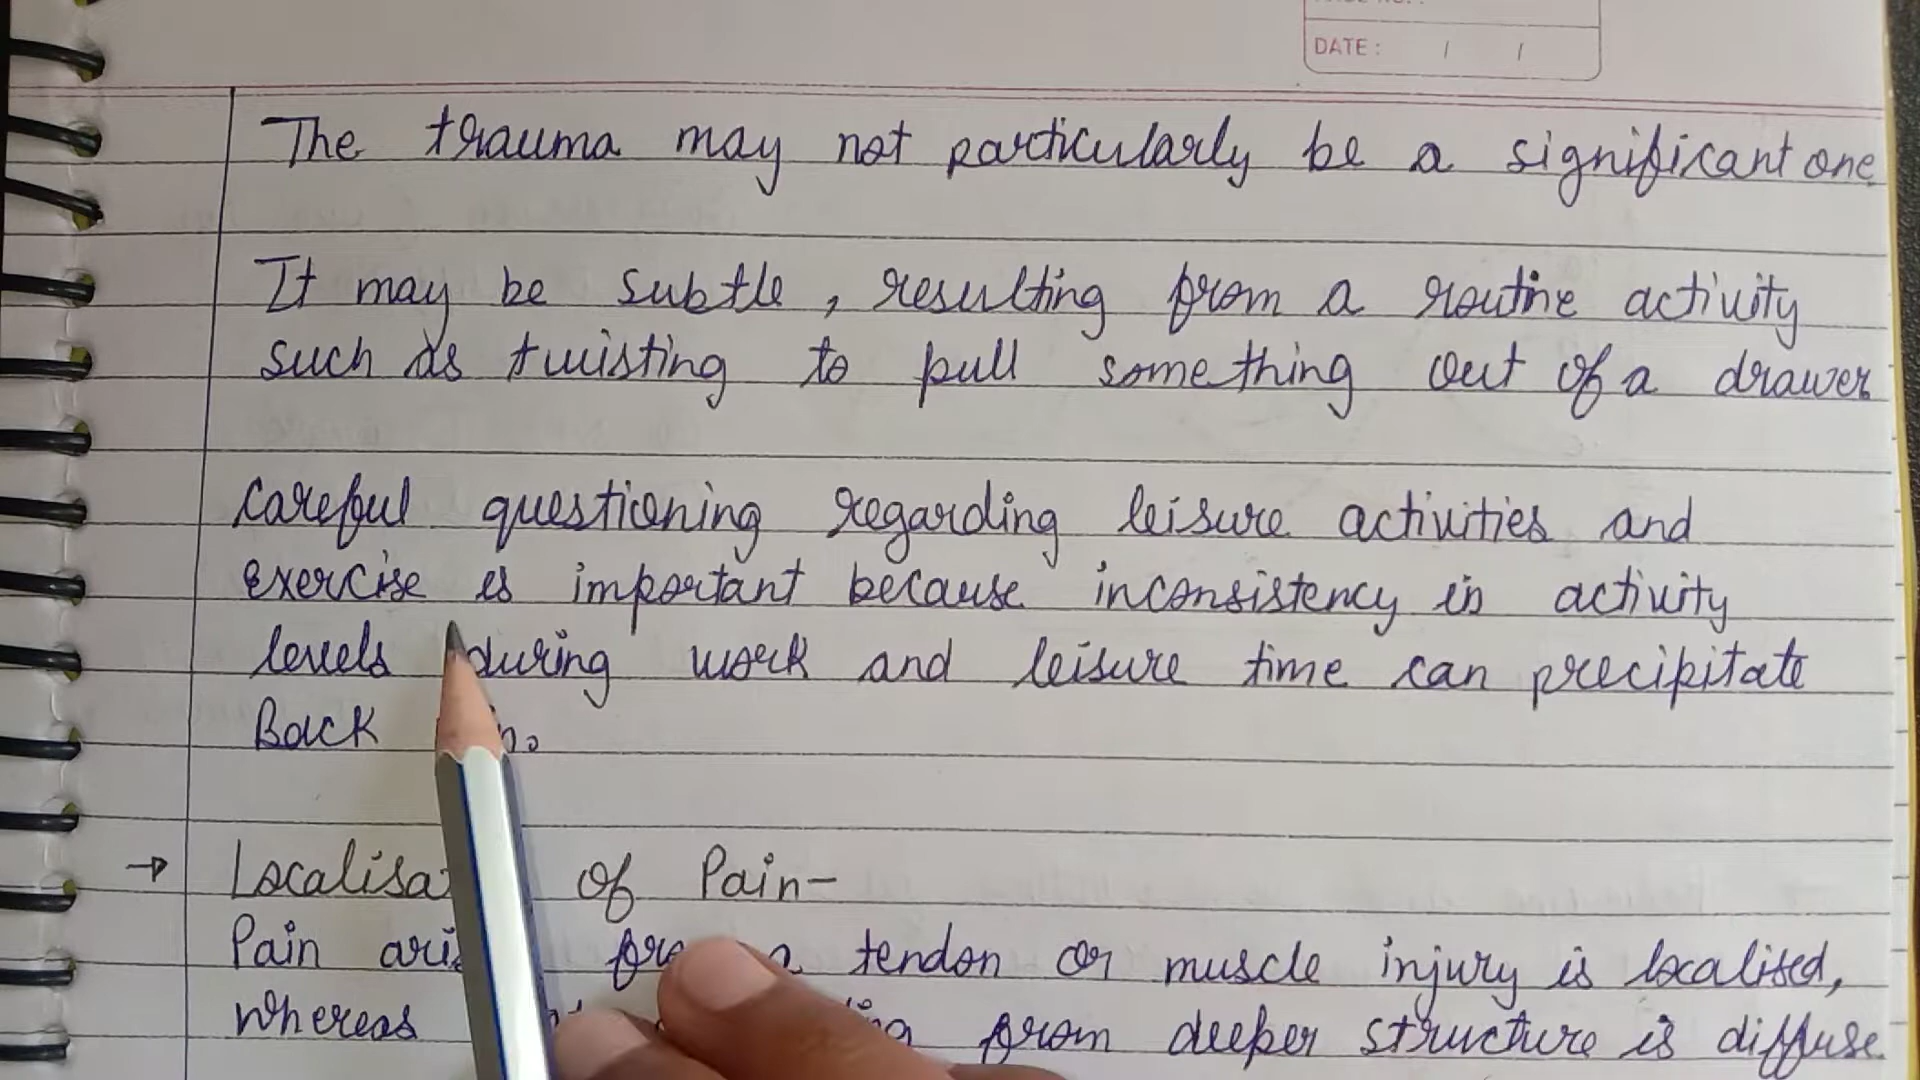 DATE : / /
The trauma may not particularly be a significant one
It may be subtle, resulting from a routine activity
such as twisting to pull something out of a drawer
Careful questioning regarding leisure activities and
exercise is important because inconsistency in activity
levels during work and leisure time can precipitate
Back
→ of Pain-
Pain a tendon or muscle injury is localised,
whereas from deeper structure is diffuse